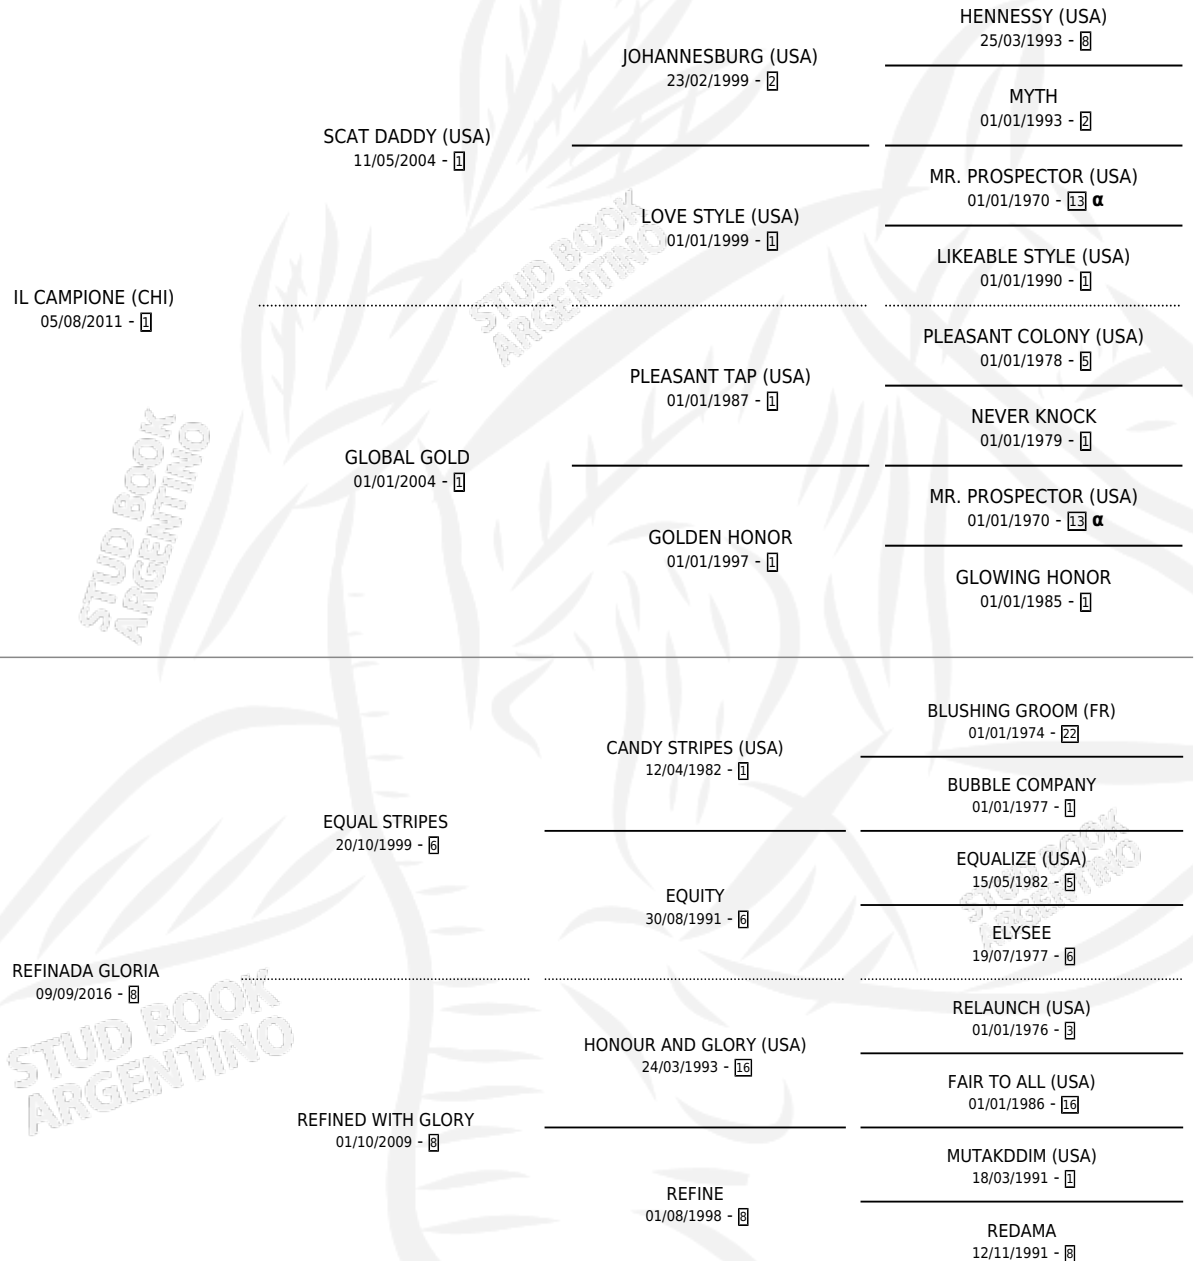 HENNESSY (USA)
25/03/1993 - 8
JOHANNESBURG (USA)
23/02/1999 - 2
MYTH
01/01/1993 - 2
SCAT DADDY (USA)
11/05/2004 - 1
MR. PROSPECTOR (USA)
01/01/1970 - 13 α
LOVE STYLE (USA)
01/01/1999 - 1
LIKEABLE STYLE (USA)
01/01/1990 - 1
IL CAMPIONE (CHI)
05/08/2011 - 1
PLEASANT COLONY (USA)
01/01/1978 - 5
PLEASANT TAP (USA)
01/01/1987 - 1
NEVER KNOCK
01/01/1979 - 1
GLOBAL GOLD
01/01/2004 - 1
MR. PROSPECTOR (USA)
01/01/1970 - 13 α
GOLDEN HONOR
01/01/1997 - 1
GLOWING HONOR
01/01/1985 - 1
BLUSHING GROOM (FR)
01/01/1974 - 22
CANDY STRIPES (USA)
12/04/1982 - 1
BUBBLE COMPANY
01/01/1977 - 1
EQUAL STRIPES
20/10/1999 - 6
EQUALIZE (USA)
15/05/1982 - 5
EQUITY
30/08/1991 - 6
ELYSEE
19/07/1977 - 6
REFINADA GLORIA
09/09/2016 - 8
RELAUNCH (USA)
01/01/1976 - 3
HONOUR AND GLORY (USA)
24/03/1993 - 16
FAIR TO ALL (USA)
01/01/1986 - 16
REFINED WITH GLORY
01/10/2009 - 8
MUTAKDDIM (USA)
18/03/1991 - 1
REFINE
01/08/1998 - 8
REDAMA
12/11/1991 - 8
STUD BOOK
ARGENTINO
STUD BOOK
ARGENTINO
STUD BOOK
ARGENTINO
STUD BOOK
ARGENTINO